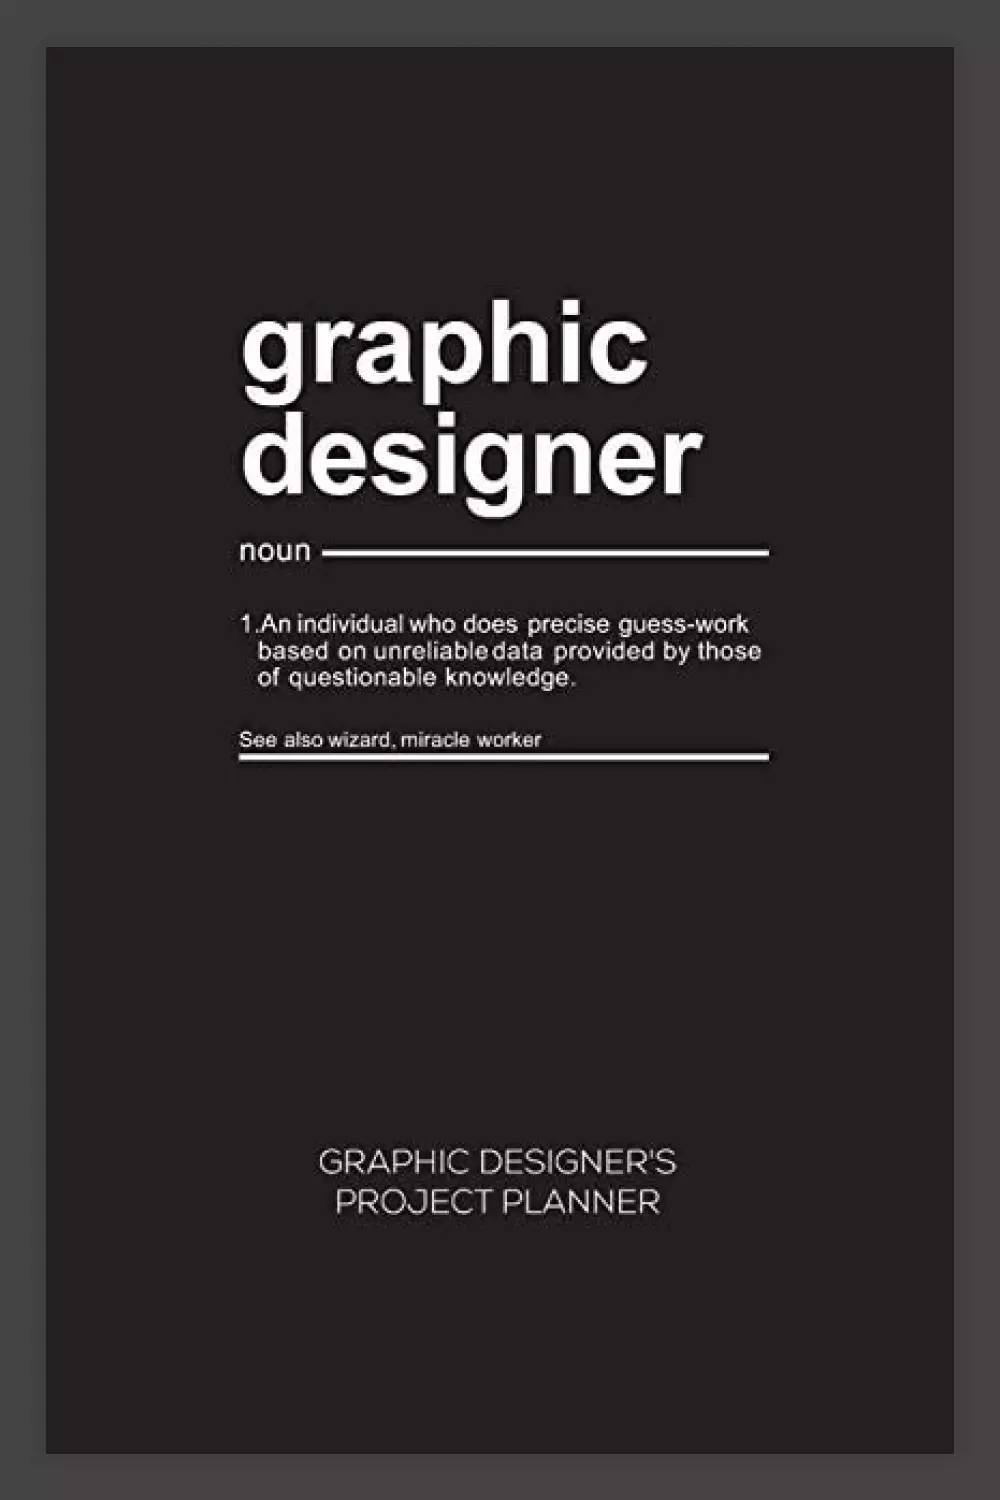 graphic
designer
noun
1.An individual who does precise guess-work
based on unreliable data provided by those
of questionable knowledge.
See also wizard, miracle worker
GRAPHIC DESIGNER'S
PROJECT PLANNER